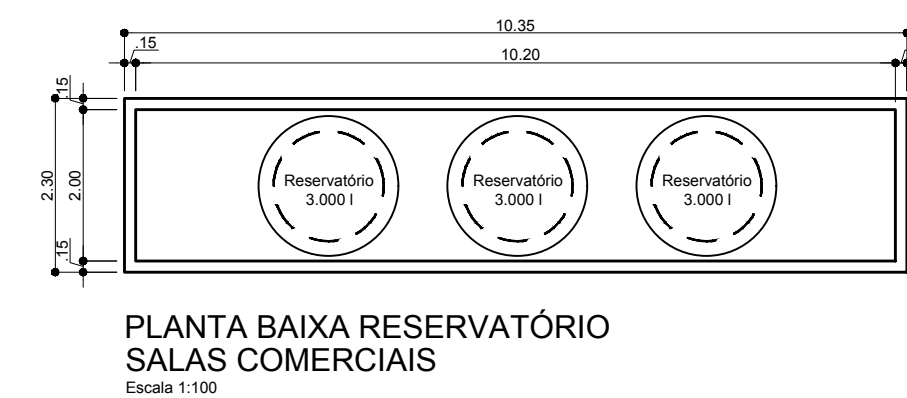 10.35
.15
10.20
.15
2.30
2.00
.15
Reservatório
3.000 l
Reservatório
3.000 l
Reservatório
3.000 l
PLANTA BAIXA RESERVATÓRIO
SALAS COMERCIAIS
Escala 1:100